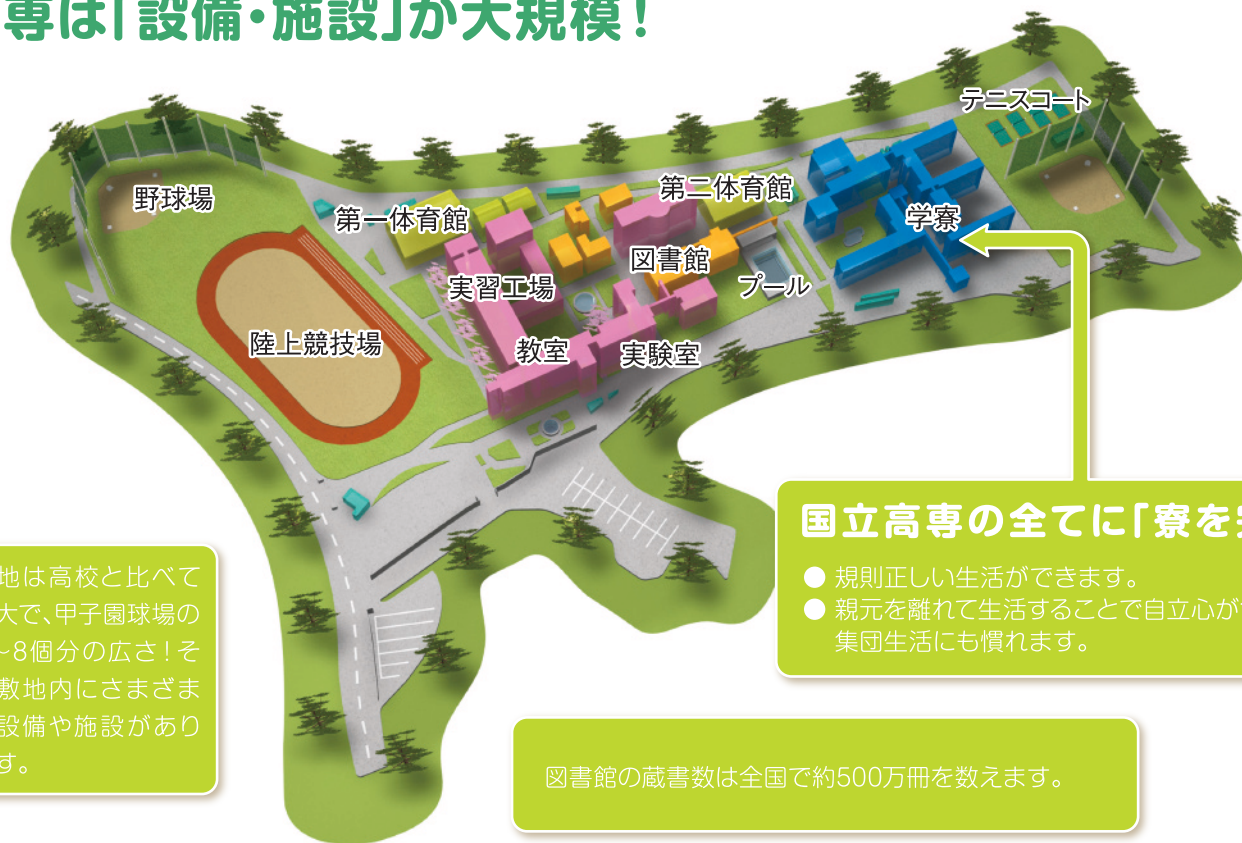 専は「設備・施設」が大規模！
テニスコート
野球場
第一体育館
第二体育館
学寮
図書館
実習工場
プール
陸上競技場
教室
実験室
国立高専の全てに「寮を
● 規則正しい生活ができます。
● 親元を離れて生活することで自立心が
集団生活にも慣れます。
地は高校と比べて
大で、甲子園球場の
～8個分の広さ！そ
敷地内にさまざま
設備や施設があり
す。
図書館の蔵書数は全国で約500万冊を数えます。